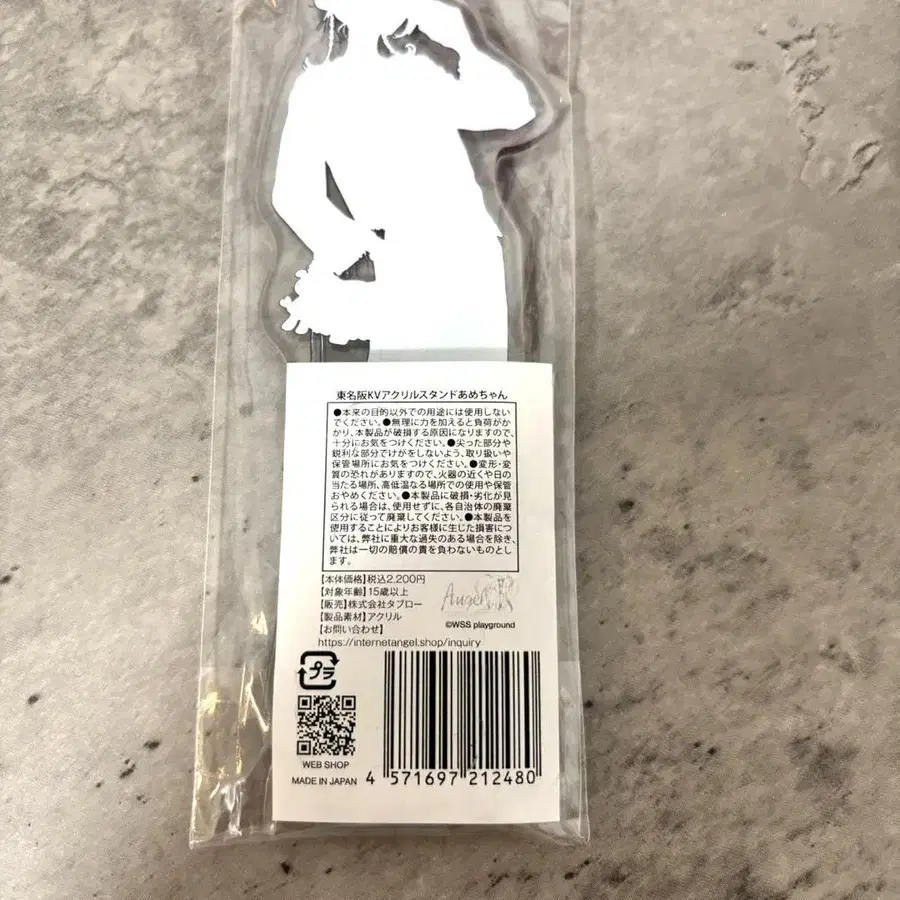 東名阪KVアクリルスタンドあめちゃん
●本来の目的以外での用途には使用しない
でください。●無理に力を加えると負荷がか
かり、本製品が破損する原因になりますので、
十分にお気をつけください。●尖った部分や
鋭利な部分でけがをしないよう、取り扱いや
保管場所にお気をつけください。●変形・変
質の恐れがありますので、火器の近くや日の
当たる場所、高低温なる場所での使用や保管
おやめください。●本製品に破損・劣化が見
られる場合は、使用せずに、各自治体の廃棄
区分に従って廃棄してください。●本製品を
使用することによりお客様に生じた損害につ
いては、弊社に重大な過失のある場合を除き、
弊社は一切の賠償の責を負わないものとしま
す。
【本体価格】税込2,200円
【対象年齢】15歳以上
【販売】株式会社タブロー
【製品素材】アクリル
【お問い合わせ】
https://internetangel.shop/inquiry
Angel
©WSS playground
プラ
WEB SHOP
MADE IN JAPAN
4 571697 212480